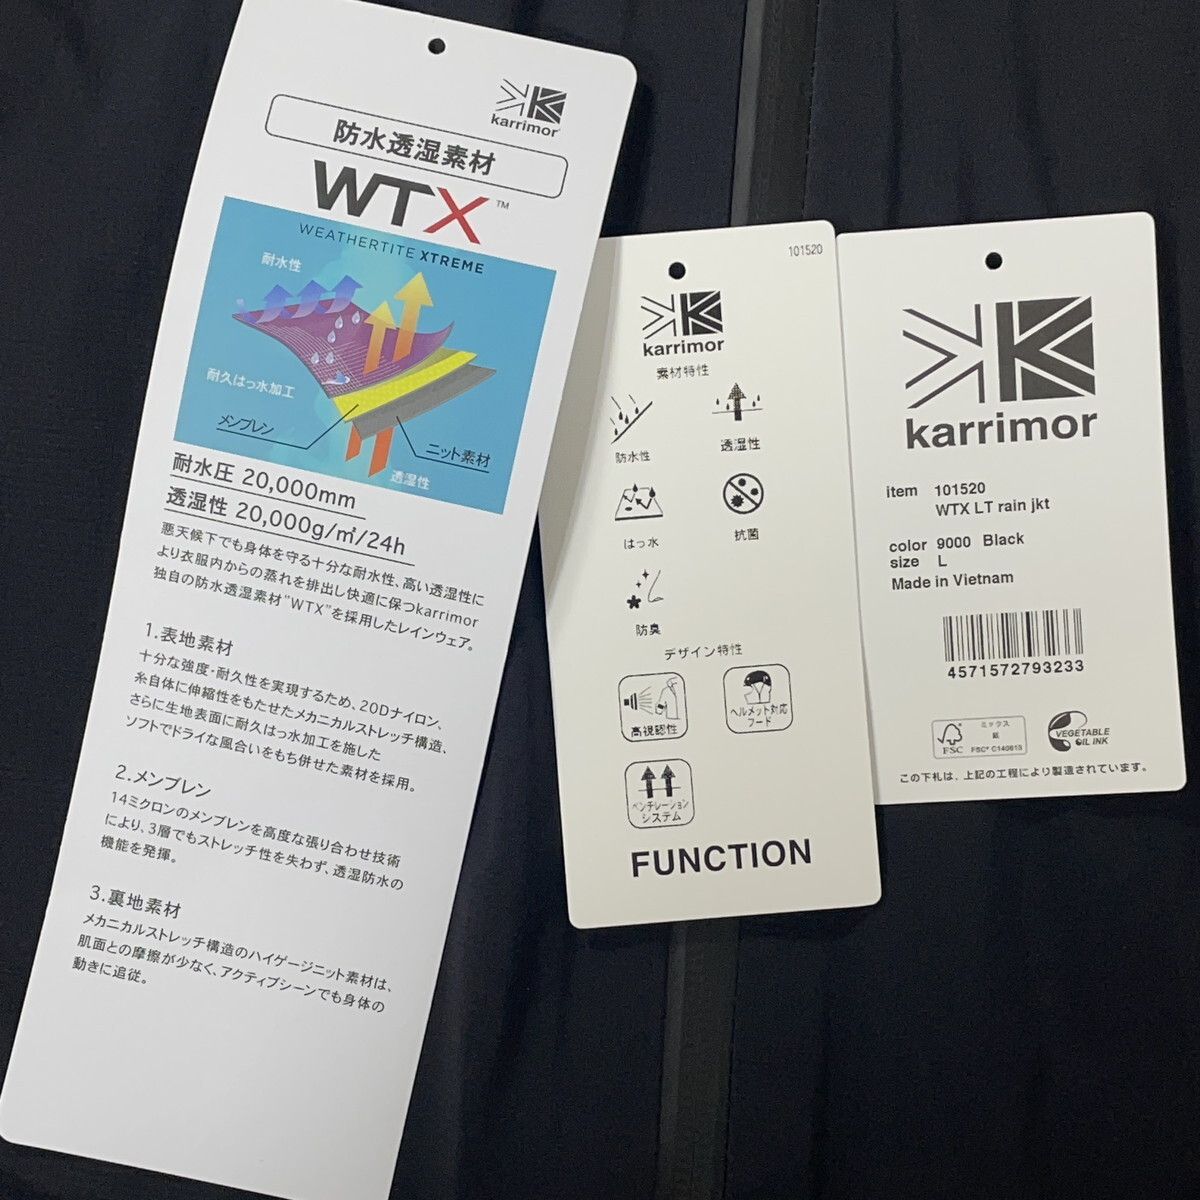 karrimor
防水透湿素材
WTX™
WEATHERTITE XTREME
耐水性
耐久はっ水加工
メンブレン
ニット素材
透湿性
耐水圧 20,000mm
透湿性 20,000g/㎡/24h
悪天候下でも身体を守る十分な耐水性、高い透湿性に
より衣服内からの蒸れを排出し快適に保つkarrimor
独自の防水透湿素材"WTX"を採用したレインウェア。
1.表地素材
十分な強度・耐久性を実現するため、20Dナイロン、
糸自体に伸縮性をもたせたメカニカルストレッチ構造、
さらに生地表面に耐久はっ水加工を施した
ソフトでドライな風合いをもち併せた素材を採用。
2.メンブレン
14ミクロンのメンブレンを高度な張り合わせ技術
により、3層でもストレッチ性を失わず、透湿防水の
機能を発揮。
3.裏地素材
メカニカルストレッチ構造のハイゲージニット素材は、
肌面との摩擦が少なく、アクティブシーンでも身体の
動きに追従。
101520
karrimor
素材特性
防水性
透湿性
はっ水
抗菌
防臭
デザイン特性
高視認性
ヘルメット対応
フード
ベンチレーション
システム
FUNCTION
karrimor
item 101520
WTX LT rain jkt
color 9000 Black
size L
Made in Vietnam
4571572793233
FSC
ミックス
紙
FSC® C140613
VEGETABLE
OIL INK
この下札は、上記の工程により製造されています。